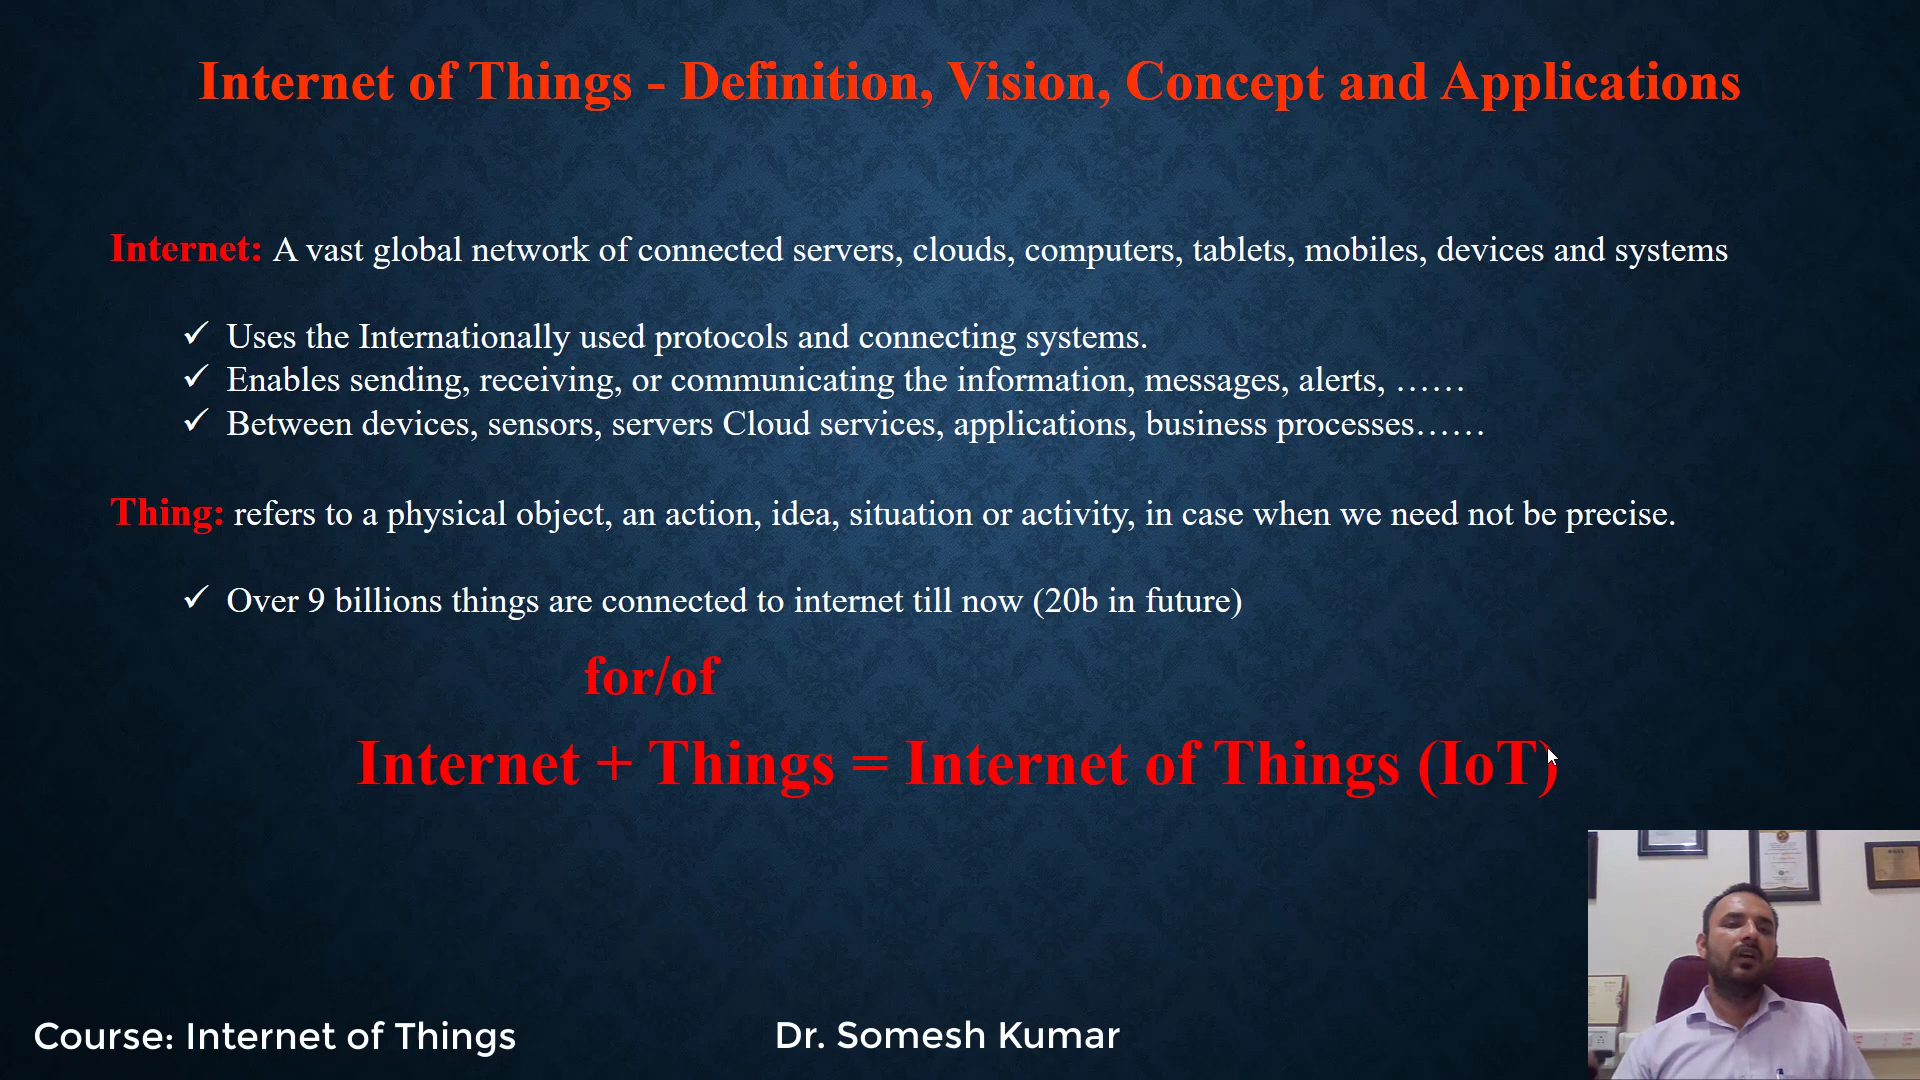 Internet of Things - Definition, Vision, Concept and Applications
Internet: A vast global network of connected servers, clouds, computers, tablets, mobiles, devices and systems
✓ Uses the Internationally used protocols and connecting systems.
✓ Enables sending, receiving, or communicating the information, messages, alerts, ……
✓ Between devices, sensors, servers Cloud services, applications, business processes……
Thing: refers to a physical object, an action, idea, situation or activity, in case when we need not be precise.
✓ Over 9 billions things are connected to internet till now (20b in future)
for/of
Internet + Things = Internet of Things (IoT)
Course: Internet of Things
Dr. Somesh Kumar